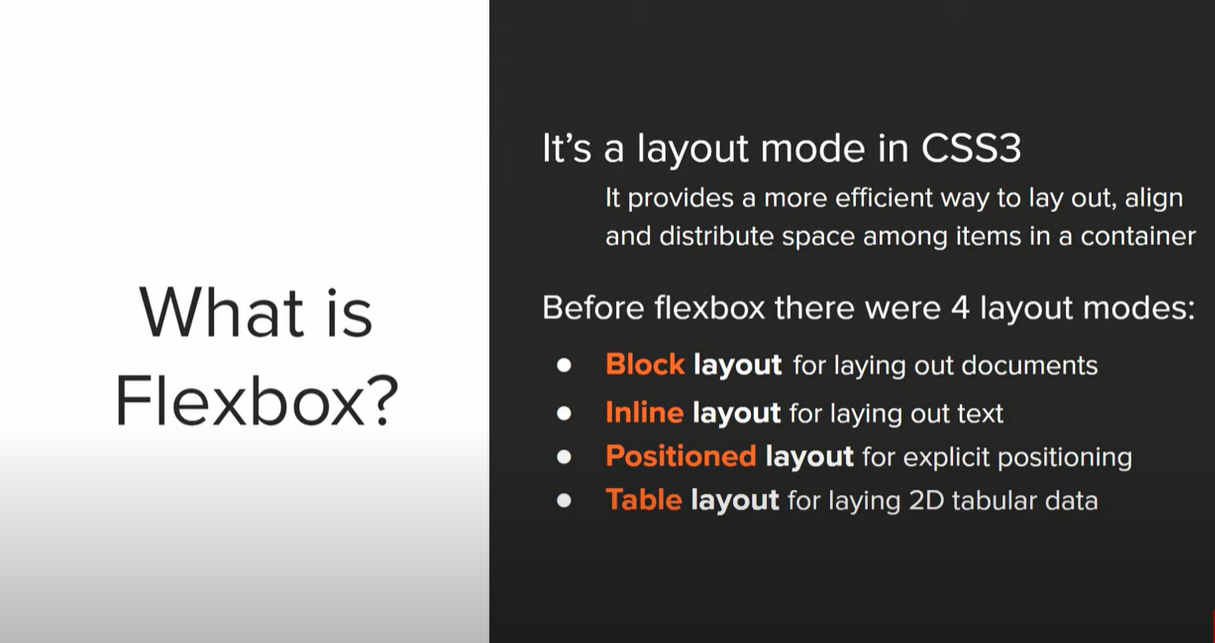 What is
Flexbox?
It's a layout mode in CSS3
It provides a more efficient way to lay out, align
and distribute space among items in a container
Before flexbox there were 4 layout modes:
● Block layout for laying out documents
● Inline layout for laying out text
● Positioned layout for explicit positioning
● Table layout for laying 2D tabular data